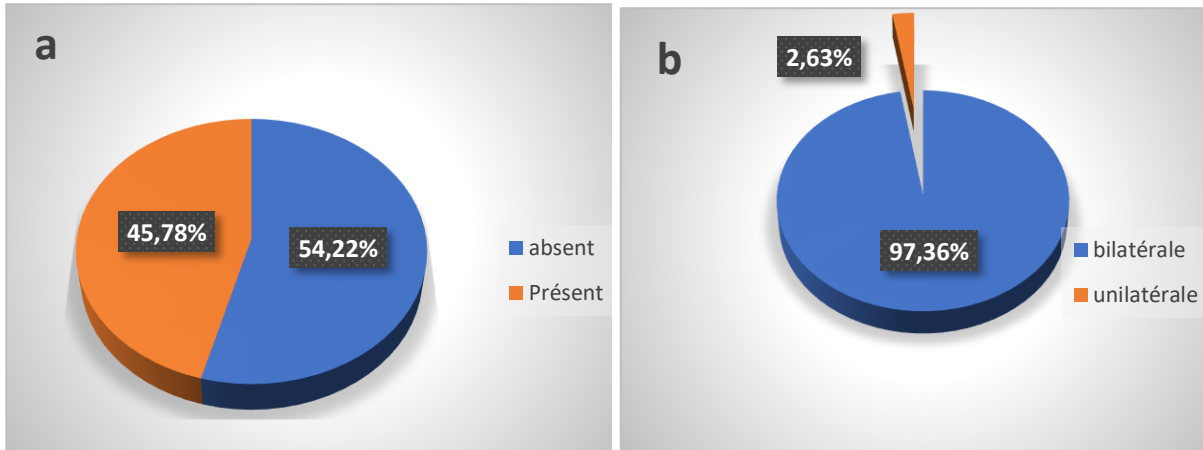 a
45,78%
54,22%
absent
Présent
b
2,63%
97,36%
bilatérale
unilatérale